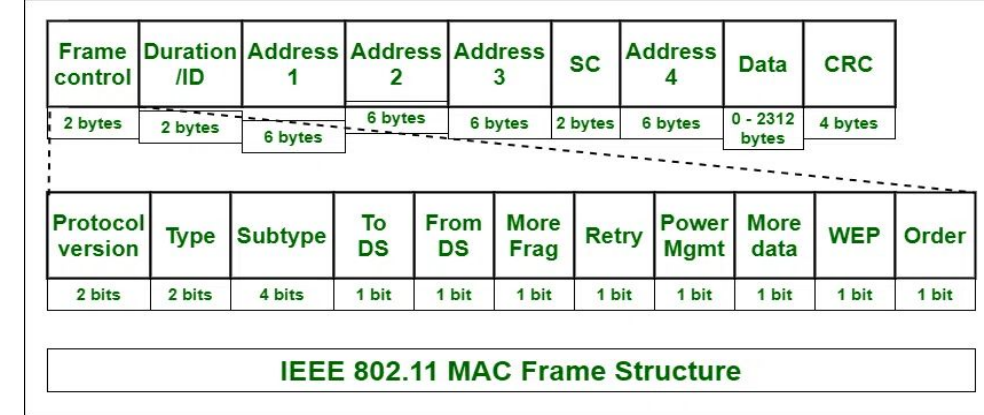 Frame control Duration /ID Address 1 Address 2 Address 3 SC Address 4 Data CRC
2 bytes 2 bytes 6 bytes 6 bytes 6 bytes 2 bytes 6 bytes 0 - 2312 bytes 4 bytes
Protocol version Type Subtype To DS From DS More Frag Retry Power Mgmt More data WEP Order
2 bits 2 bits 4 bits 1 bit 1 bit 1 bit 1 bit 1 bit 1 bit 1 bit 1 bit
IEEE 802.11 MAC Frame Structure